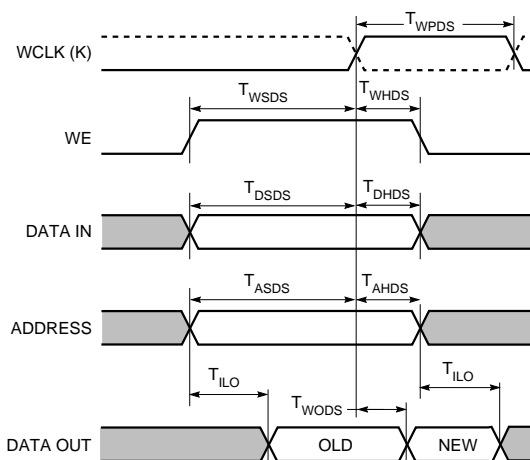 T_WPDS
WCLK (K)
T_WSDS T_WHDS
WE
T_DSDS T_DHDS
DATA IN
T_ASDS T_AHDS
ADDRESS
T_ILO T_ILO
T_WODS
DATA OUT OLD NEW